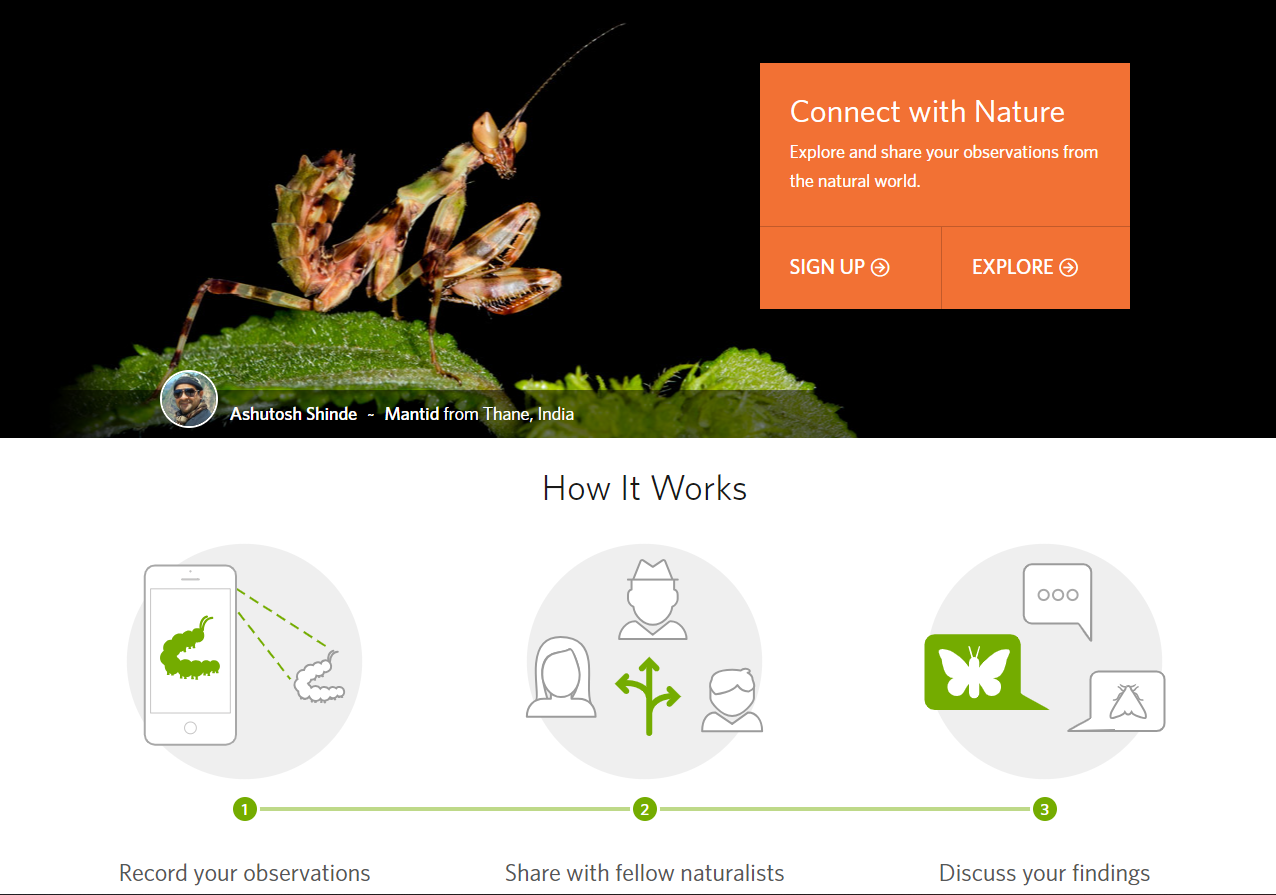 Connect with Nature
Explore and share your observations from
the natural world.
SIGN UP
EXPLORE
Ashutosh Shinde ~ Mantid from Thane, India
How It Works
1
2
3
Record your observations
Share with fellow naturalists
Discuss your findings